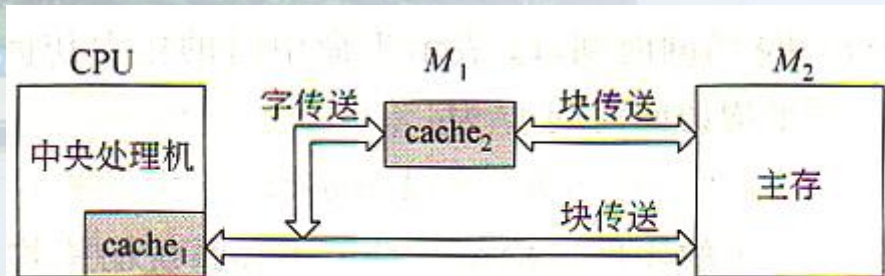 CPU
M₁
M₂
字传送
块传送
cache₂
中央处理机
主存
块传送
cache₁